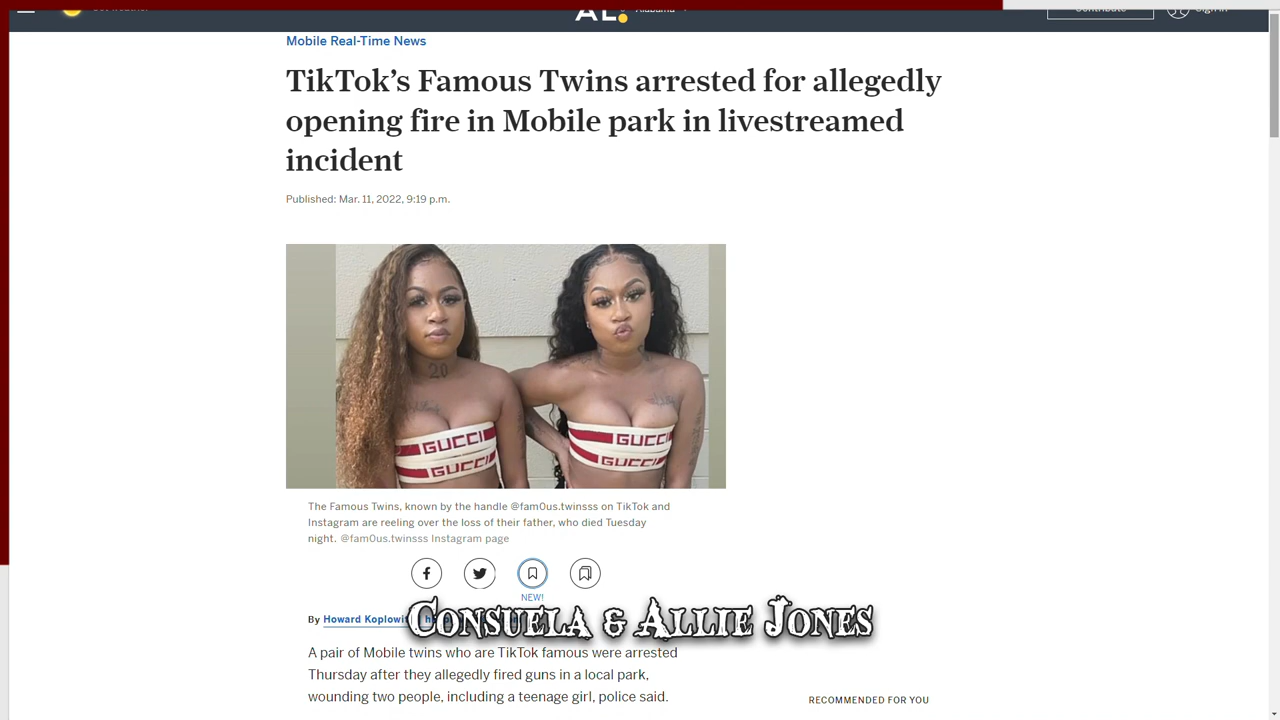 Mobile Real-Time News
TikTok's Famous Twins arrested for allegedly
opening fire in Mobile park in livestreamed
incident
Published: Mar. 11, 2022, 9:19 p.m.
GUCCI GUCCI
GUCCI GUCCI
20
The Famous Twins, known by the handle @fam0us.twinsss on TikTok and
Instagram are reeling over the loss of their father, who died Tuesday
night. @fam0us.twinsss Instagram page
NEW!
By Howard
Consuela & Allie Jones
A pair of Mobile twins who are TikTok famous were arrested
Thursday after they allegedly fired guns in a local park,
wounding two people, including a teenage girl, police said.
RECOMMENDED FOR YOU